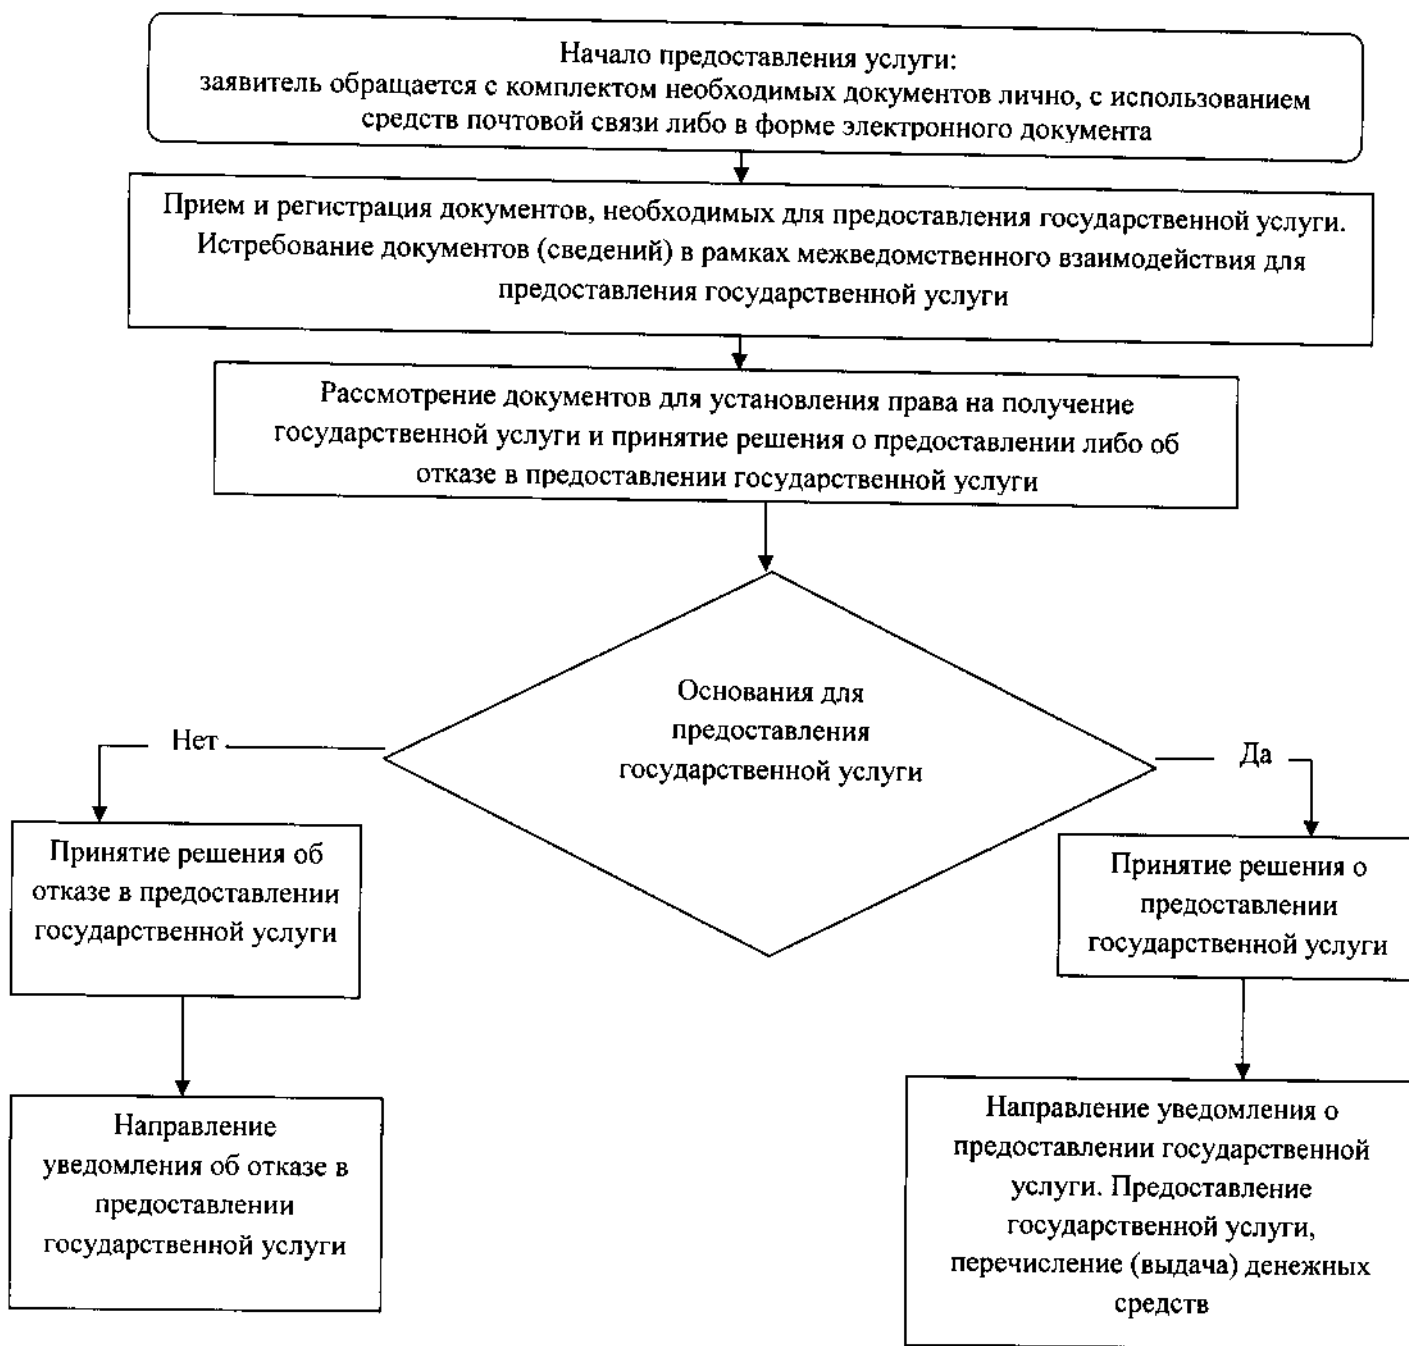 Начало предоставления услуги:
заявитель обращается с комплектом необходимых документов лично, с использованием
средств почтовой связи либо в форме электронного документа
Прием и регистрация документов, необходимых для предоставления государственной услуги.
Истребование документов (сведений) в рамках межведомственного взаимодействия для
предоставления государственной услуги
Рассмотрение документов для установления права на получение
государственной услуги и принятие решения о предоставлении либо об
отказе в предоставлении государственной услуги
Основания для
предоставления
государственной услуги
Нет
Да
Принятие решения об
отказе в предоставлении
государственной услуги
Принятие решения о
предоставлении
государственной услуги
Направление
уведомления об отказе в
предоставлении
государственной услуги
Направление уведомления о
предоставлении государственной
услуги. Предоставление
государственной услуги,
перечисление (выдача) денежных
средств